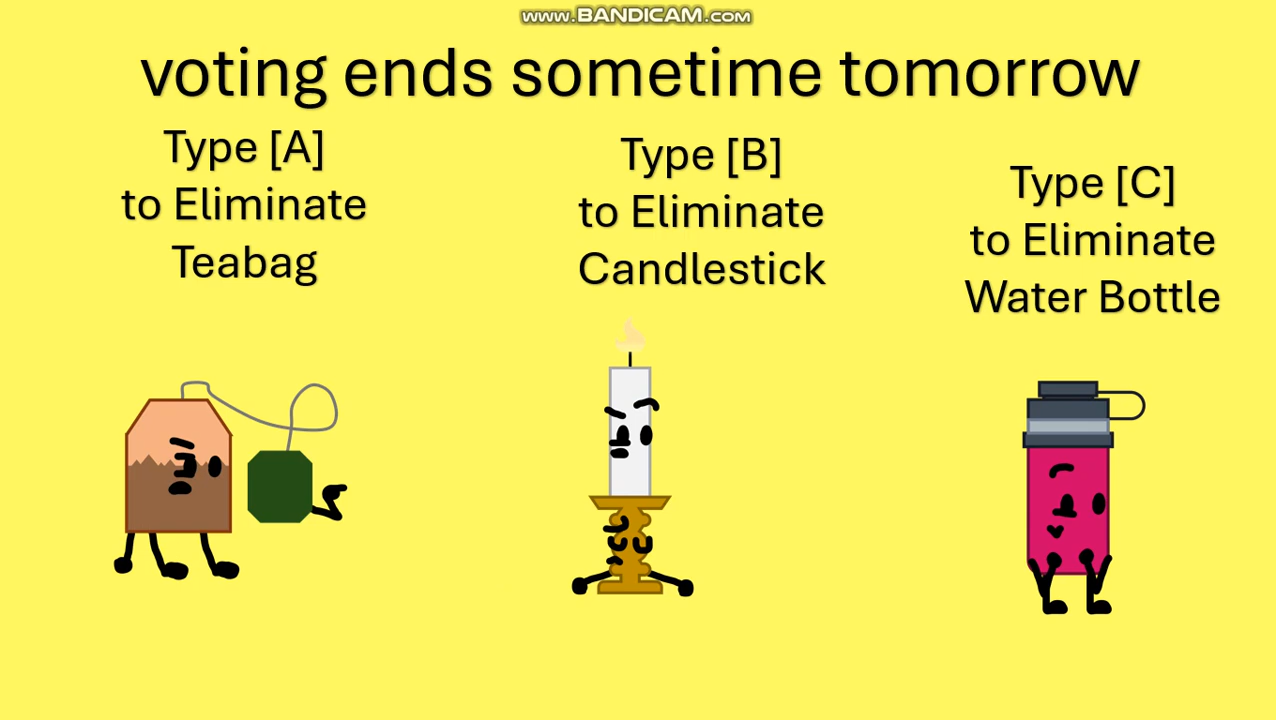 www.BANDICAM.com
voting ends sometime tomorrow
Type [A]
to Eliminate
Teabag
Type [B]
to Eliminate
Candlestick
Type [C]
to Eliminate
Water Bottle